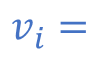 vᵢ =